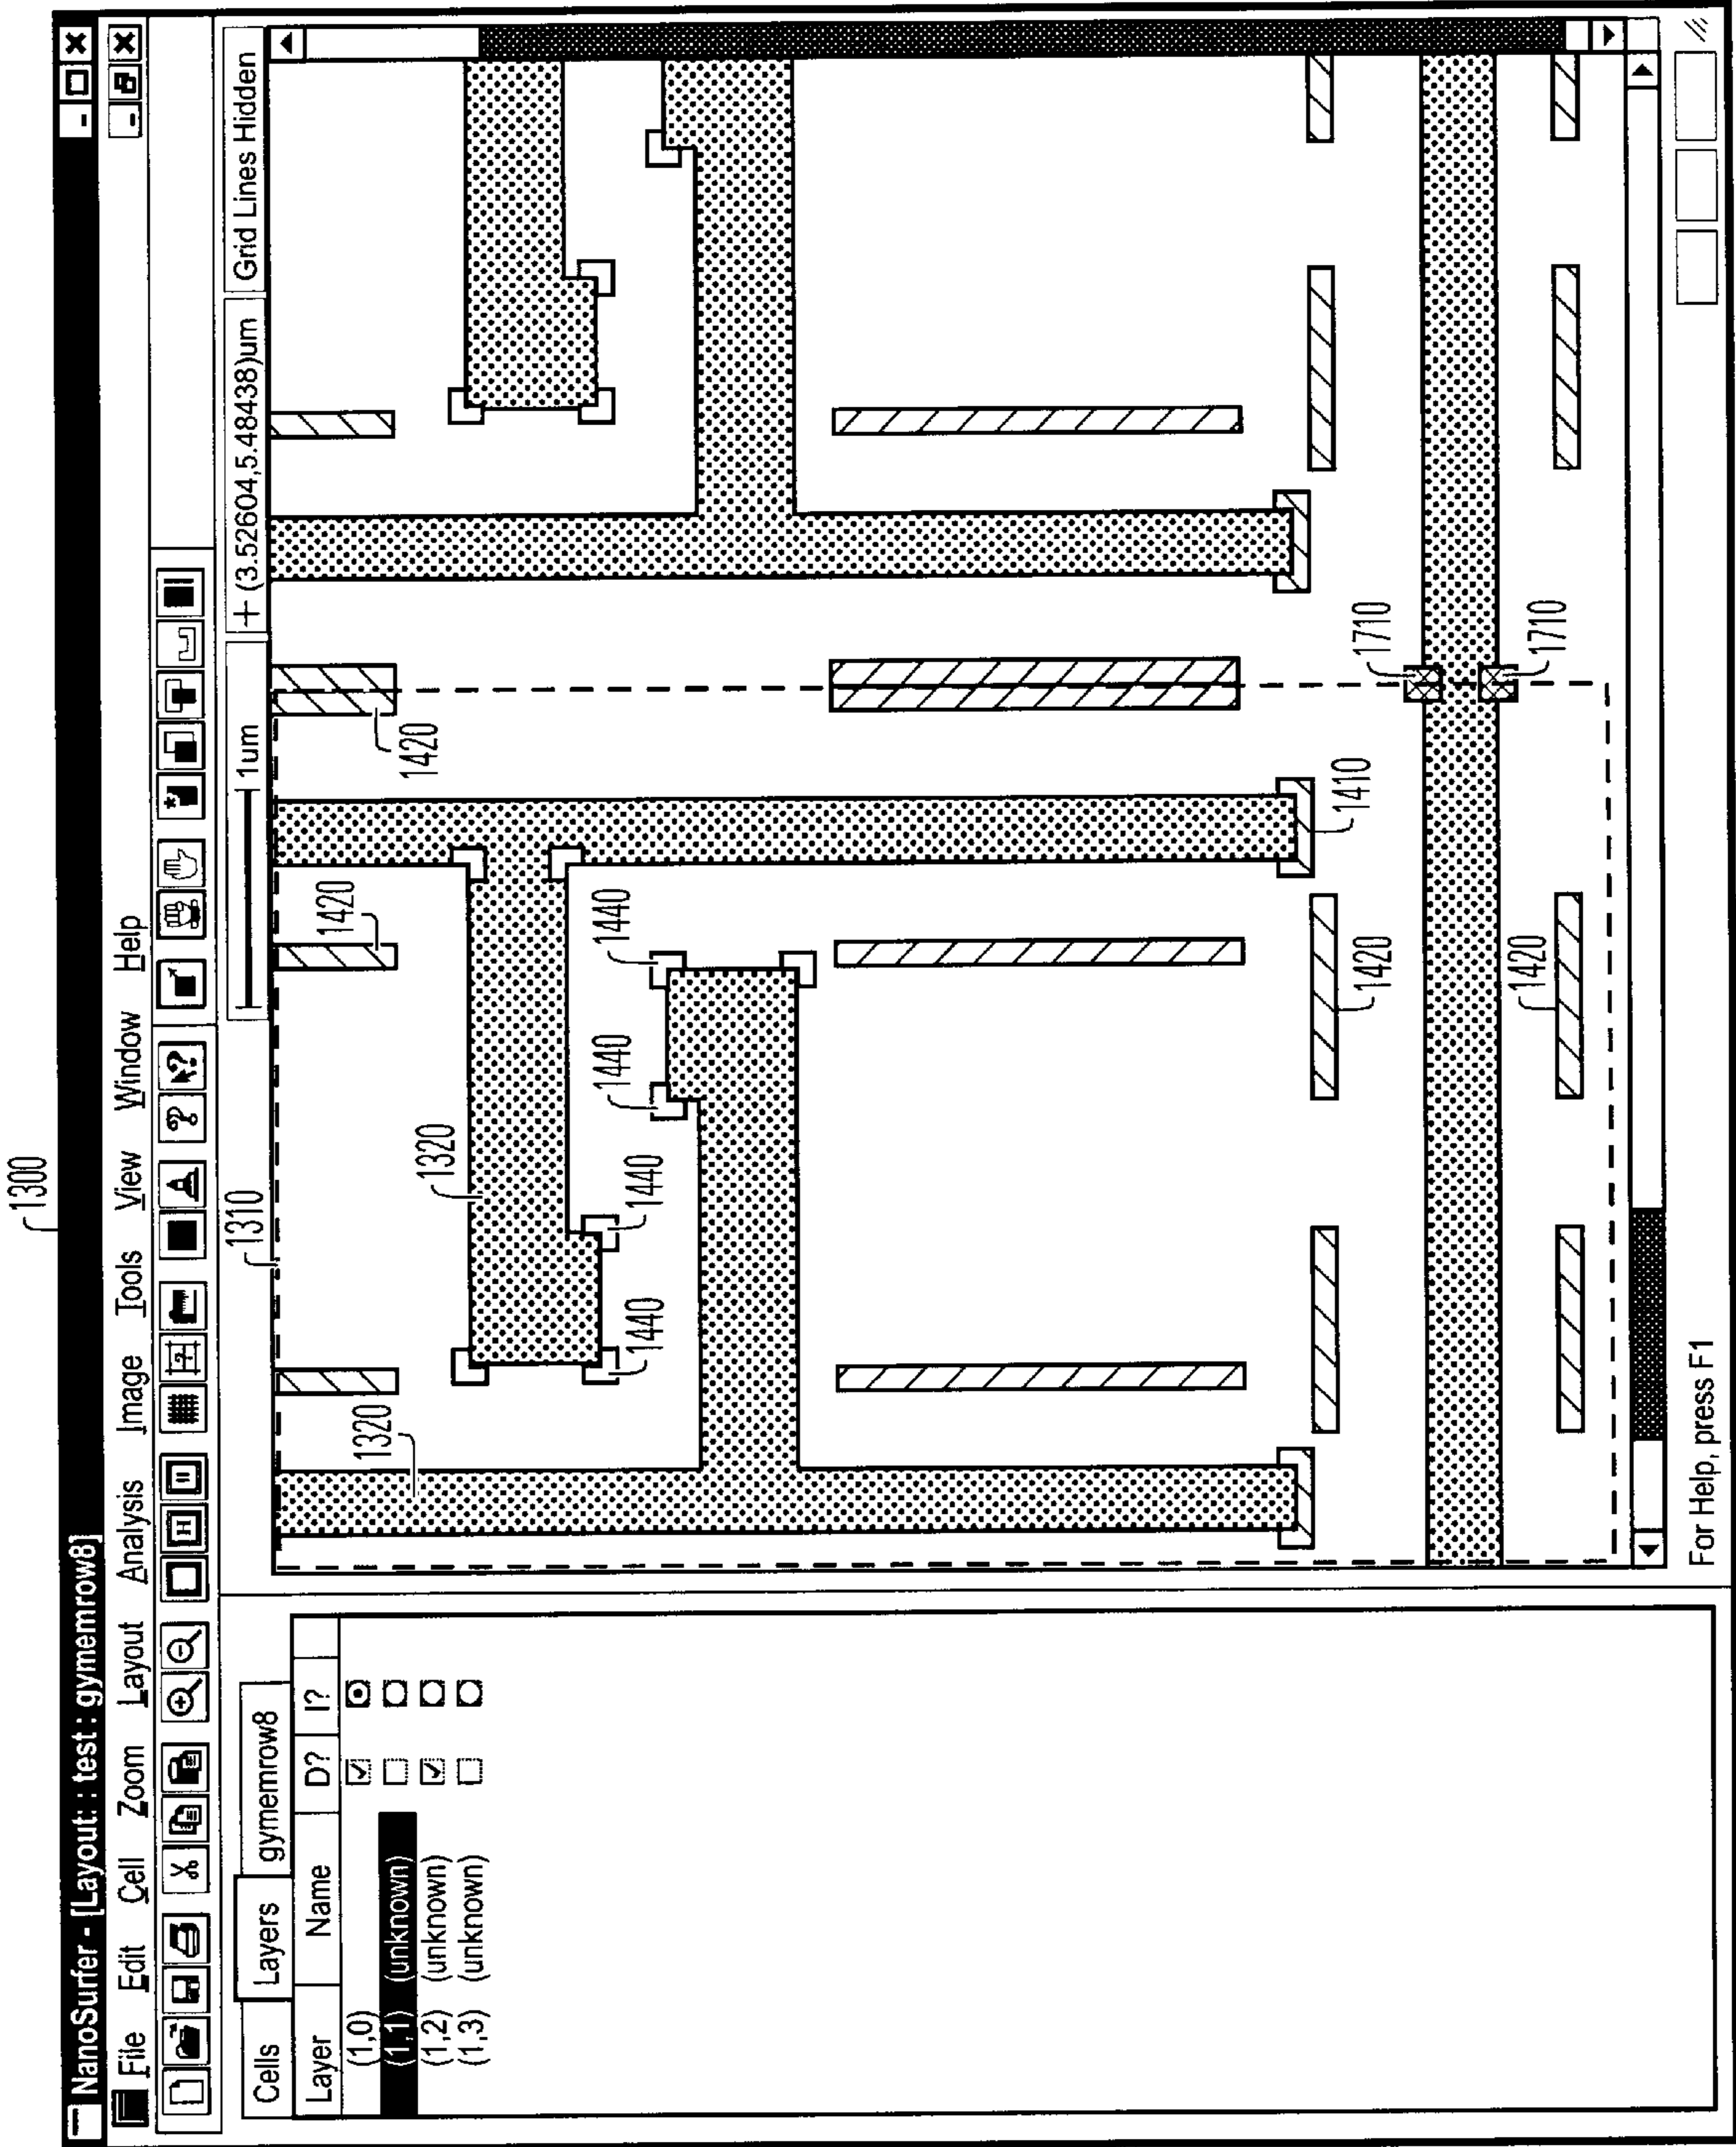 1300
NanoSurfer - [Layout: : test : gymemrow8]
File Edit Cell Zoom Layout Analysis Image Tools View Window Help
Cells Layers gymemrow8
Layer Name D? I?
(1,0)
(1,1) (unknown)
(1,2) (unknown)
(1,3) (unknown)
1310
1um
+ (3.52604,5.48438)um
Grid Lines Hidden
1320
1320
1420
1420
1440
1440
1440
1440
1410
1420
1420
1710
1710
For Help, press F1